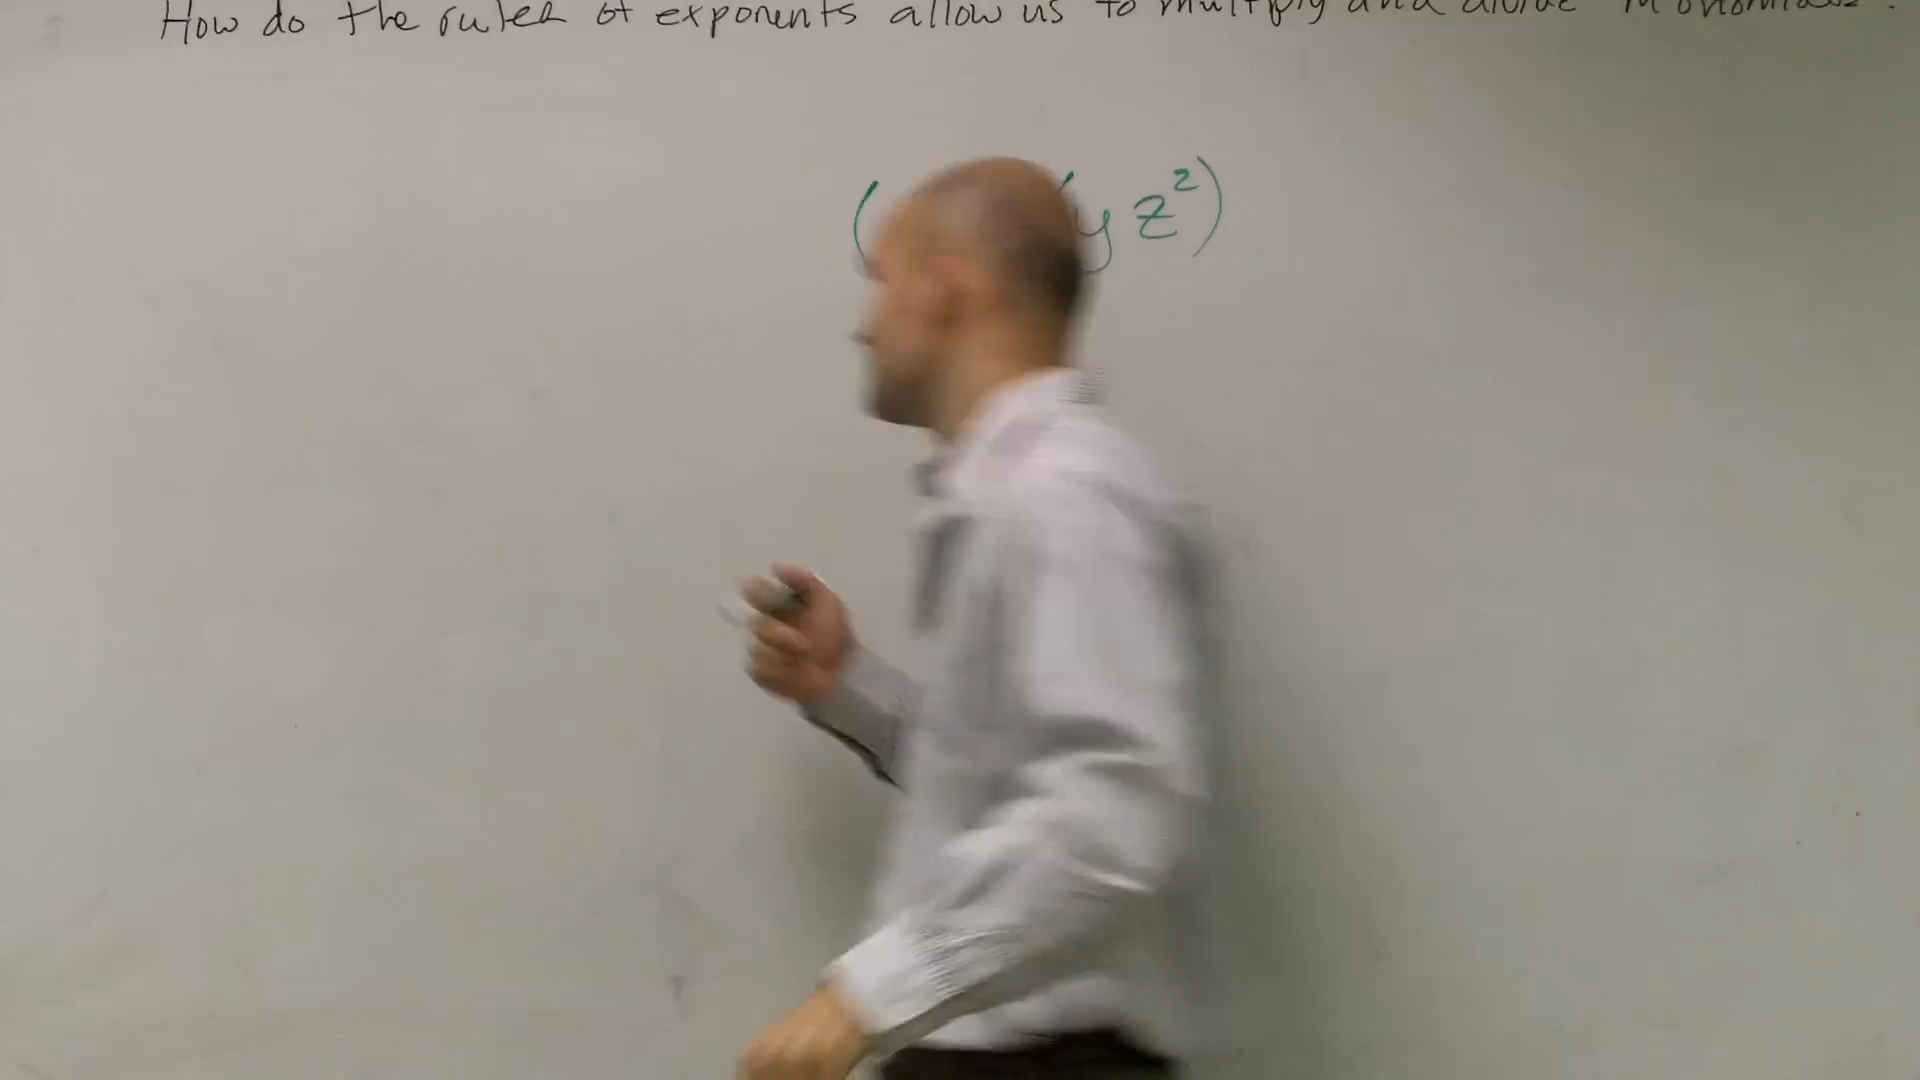 How do the rules of exponents allow us to multiply and divide monomials?
( (y z²)